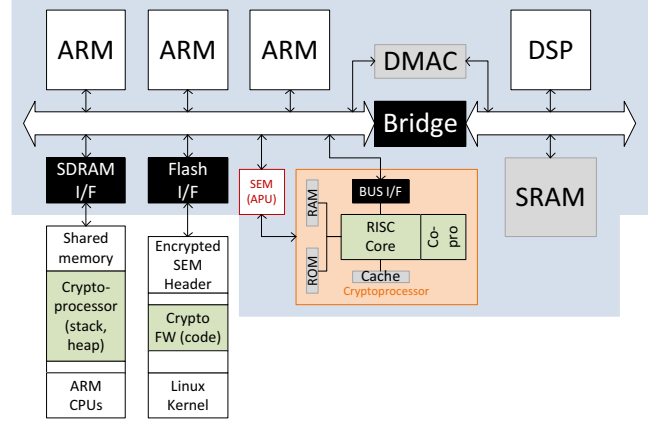 ARM
ARM
ARM
DMAC
DSP
Bridge
SDRAM
I/F
Flash
I/F
SEM
(APU)
BUS I/F
SRAM
RAM
RISC
Core
Co-
pro
ROM
Cache
Cryptoprocessor
Shared
memory
Crypto-
processor
(stack,
heap)
ARM
CPUs
Encrypted
SEM
Header
Crypto
FW (code)
Linux
Kernel